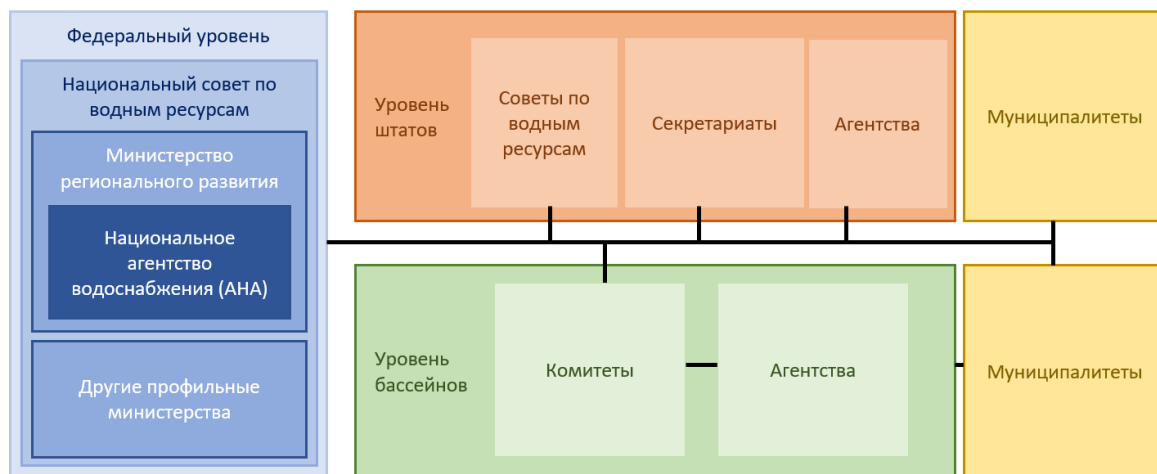 Федеральный уровень
Национальный совет по
водным ресурсам
Министерство
регионального развития
Национальное
агентство
водоснабжения (АНА)
Другие профильные
министерства
Уровень
штатов
Советы по
водным
ресурсам
Секретариаты
Агентства
Муниципалитеты
Уровень
бассейнов
Комитеты
Агентства
Муниципалитеты